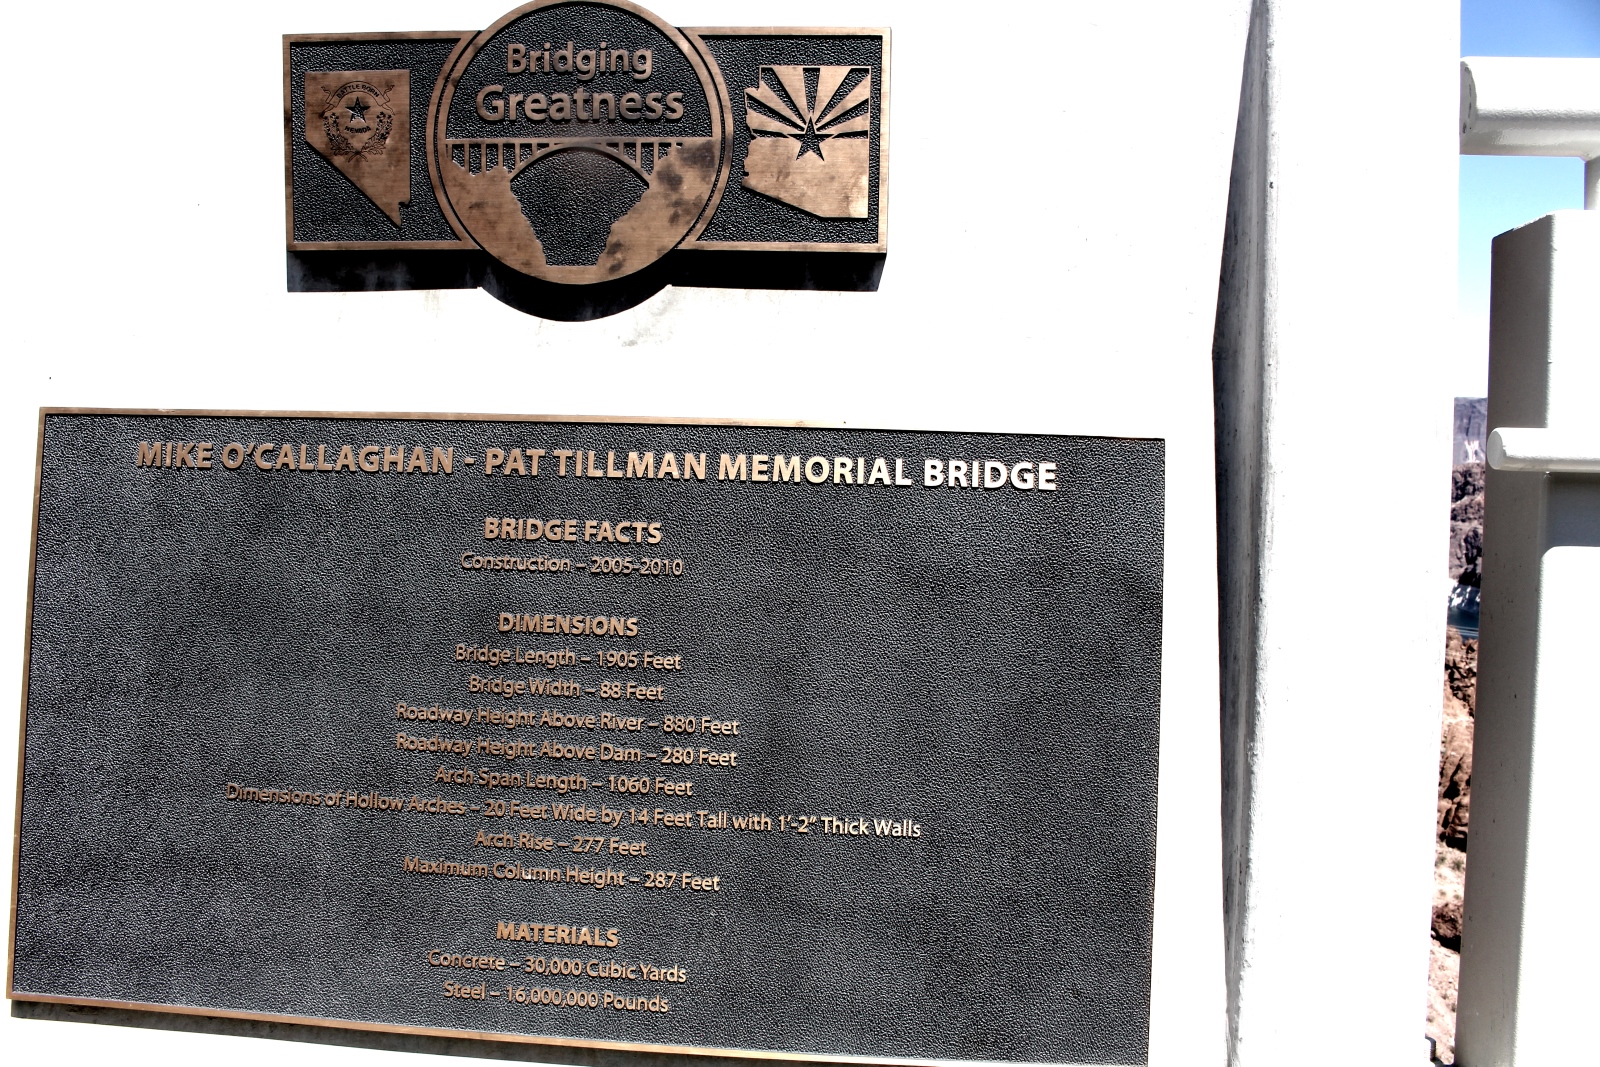 Bridging
Greatness
BATTLE BORN
NEVADA
MIKE O'CALLAGHAN - PAT TILLMAN MEMORIAL BRIDGE
BRIDGE FACTS
Construction – 2005-2010
DIMENSIONS
Bridge Length – 1905 Feet
Bridge Width – 88 Feet
Roadway Height Above River – 880 Feet
Roadway Height Above Dam – 280 Feet
Arch Span Length – 1060 Feet
Dimensions of Hollow Arches – 20 Feet Wide by 14 Feet Tall with 1'-2" Thick Walls
Arch Rise – 277 Feet
Maximum Column Height – 287 Feet
MATERIALS
Concrete – 30,000 Cubic Yards
Steel – 16,000,000 Pounds